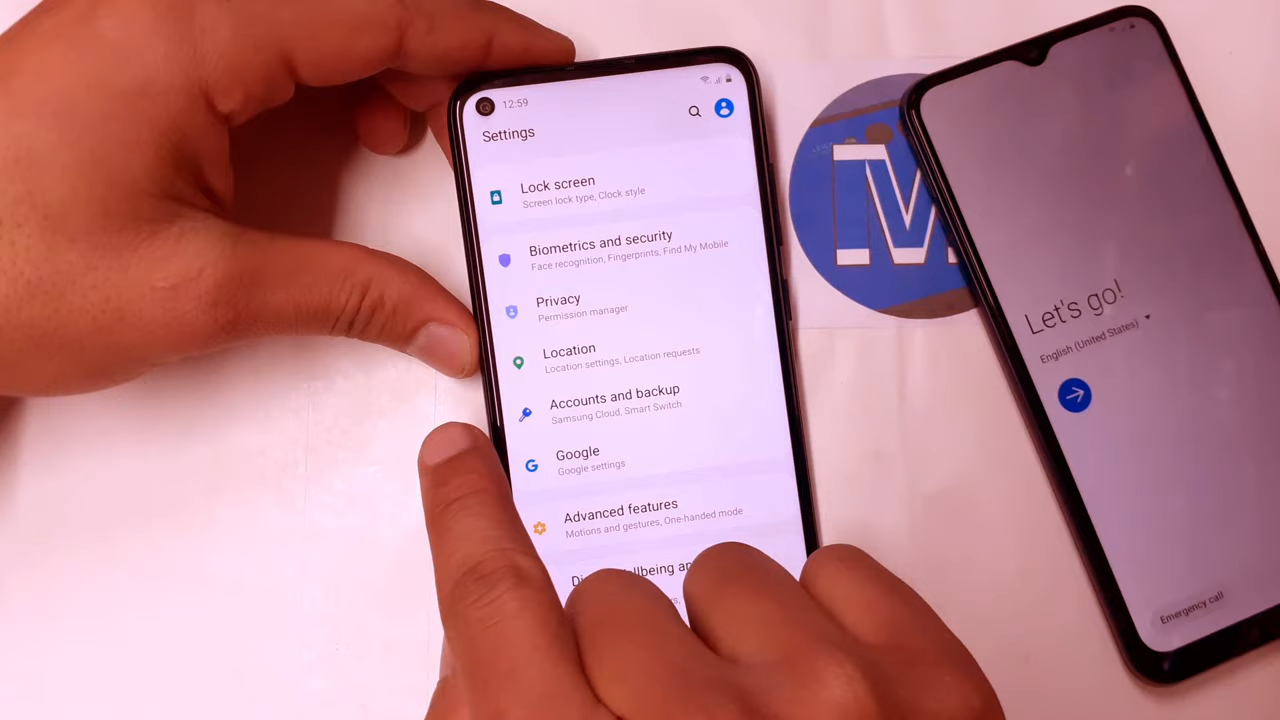 12:59
Settings
Lock screen
Screen lock type, Clock style
Biometrics and security
Face recognition, Fingerprints, Find My Mobile
Privacy
Permission manager
Location
Location settings, Location requests
Accounts and backup
Samsung Cloud, Smart Switch
Google
Google settings
Advanced features
Motions and gestures, One-handed mode
Let's go!
English (United States)
Emergency call